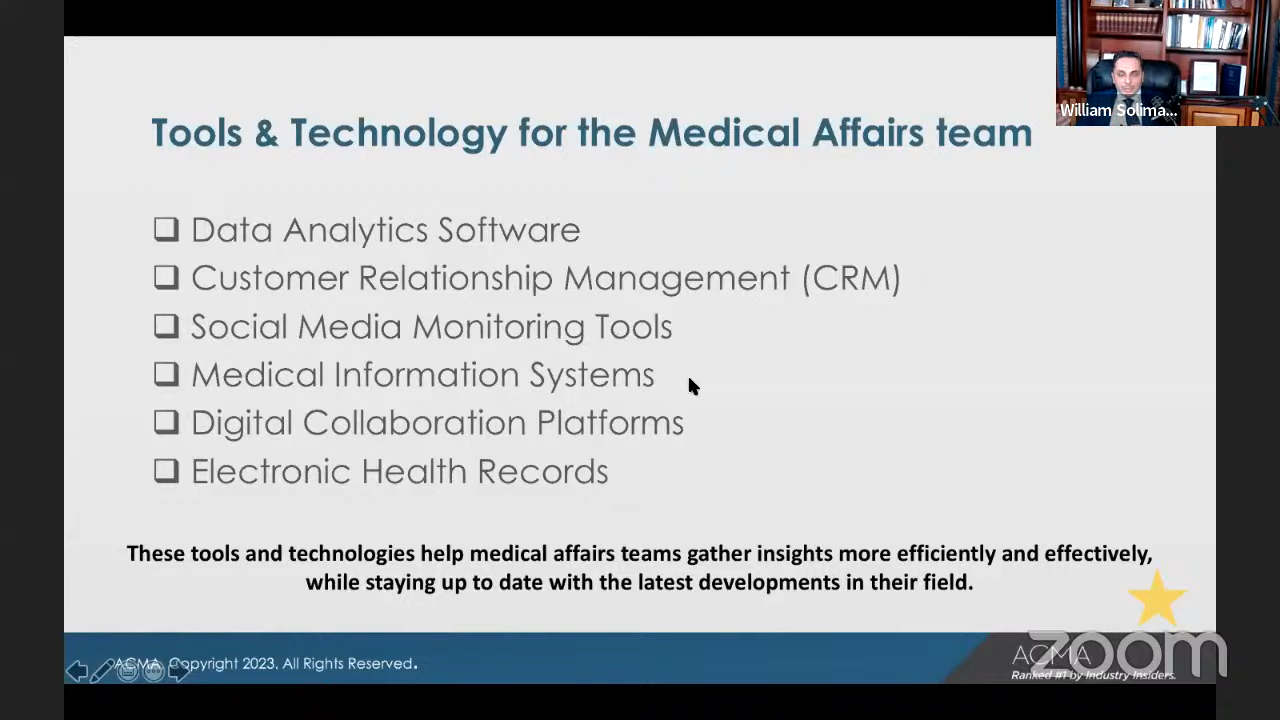 William Solima...
Tools & Technology for the Medical Affairs team
❑ Data Analytics Software
❑ Customer Relationship Management (CRM)
❑ Social Media Monitoring Tools
❑ Medical Information Systems
❑ Digital Collaboration Platforms
❑ Electronic Health Records
These tools and technologies help medical affairs teams gather insights more efficiently and effectively,
while staying up to date with the latest developments in their field.
ACMA, Copyright 2023. All Rights Reserved.
ACMA
zoom
Ranked #1 by Industry Insiders.